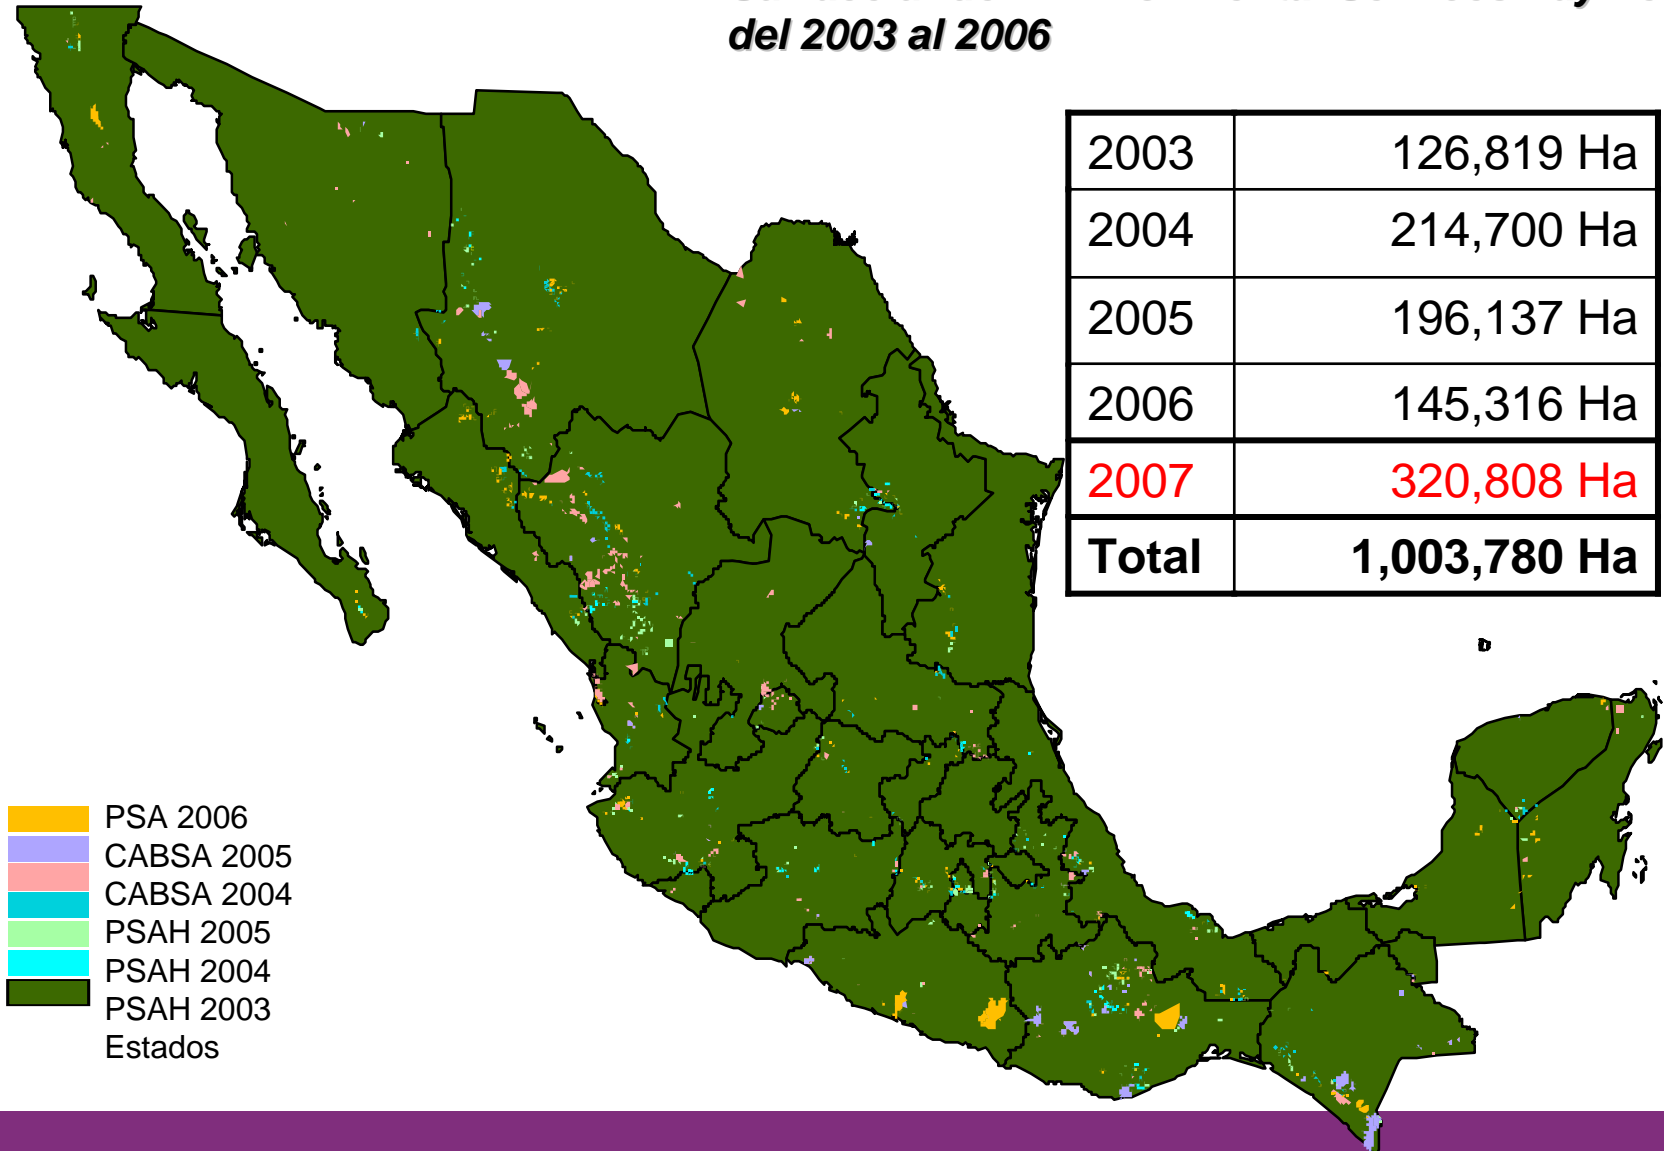 del 2003 al 2006
2003 126,819 Ha
2004 214,700 Ha
2005 196,137 Ha
2006 145,316 Ha
2007 320,808 Ha
Total 1,003,780 Ha
PSA 2006
CABSA 2005
CABSA 2004
PSAH 2005
PSAH 2004
PSAH 2003
Estados